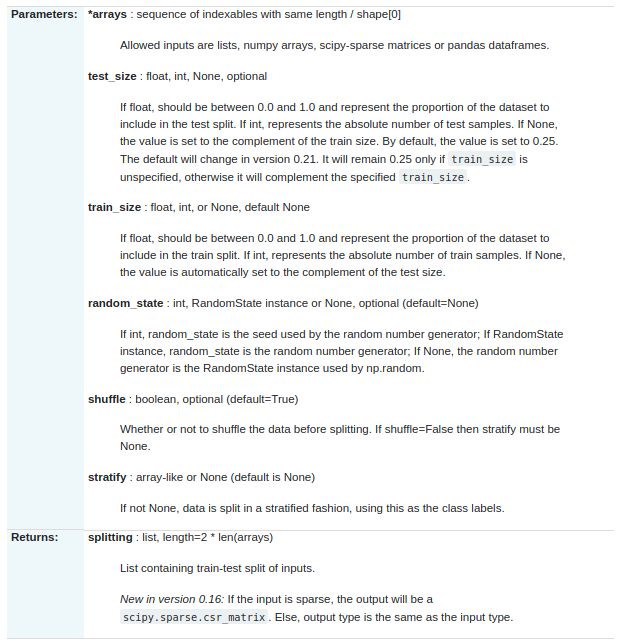 Parameters: *arrays : sequence of indexables with same length / shape[0]
Allowed inputs are lists, numpy arrays, scipy-sparse matrices or pandas dataframes.
test_size : float, int, None, optional
If float, should be between 0.0 and 1.0 and represent the proportion of the dataset to
include in the test split. If int, represents the absolute number of test samples. If None,
the value is set to the complement of the train size. By default, the value is set to 0.25.
The default will change in version 0.21. It will remain 0.25 only if train_size is
unspecified, otherwise it will complement the specified train_size.
train_size : float, int, or None, default None
If float, should be between 0.0 and 1.0 and represent the proportion of the dataset to
include in the train split. If int, represents the absolute number of train samples. If None,
the value is automatically set to the complement of the test size.
random_state : int, RandomState instance or None, optional (default=None)
If int, random_state is the seed used by the random number generator; If RandomState
instance, random_state is the random number generator; If None, the random number
generator is the RandomState instance used by np.random.
shuffle : boolean, optional (default=True)
Whether or not to shuffle the data before splitting. If shuffle=False then stratify must be
None.
stratify : array-like or None (default is None)
If not None, data is split in a stratified fashion, using this as the class labels.
Returns: splitting : list, length=2 * len(arrays)
List containing train-test split of inputs.
New in version 0.16: If the input is sparse, the output will be a
scipy.sparse.csr_matrix. Else, output type is the same as the input type.